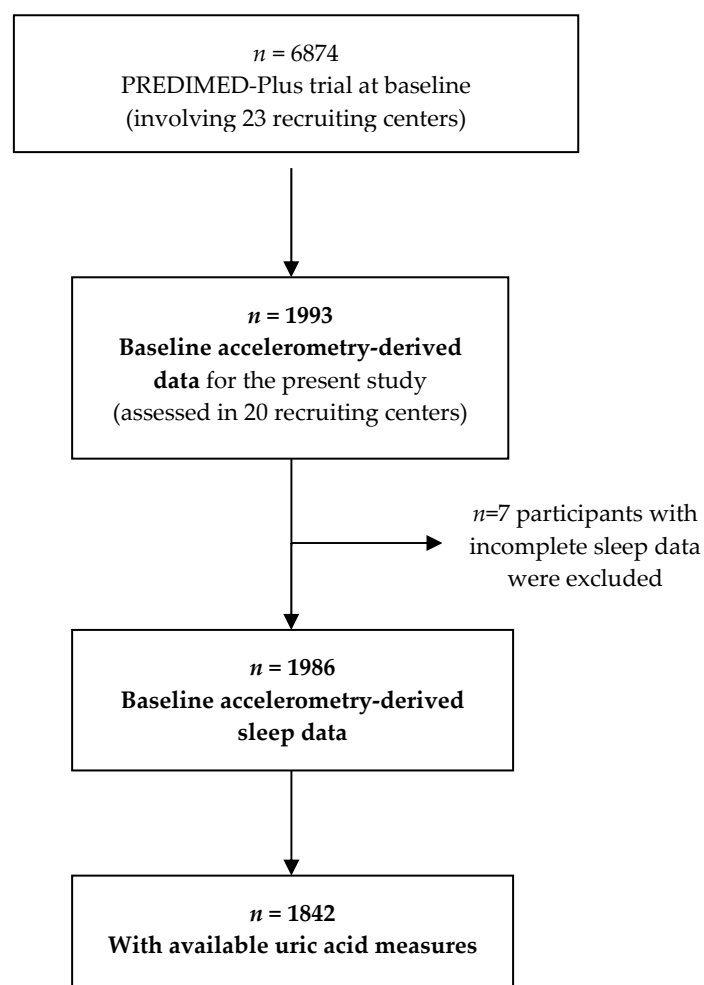 n = 6874
PREDIMED-Plus trial at baseline
(involving 23 recruiting centers)
n = 1993
Baseline accelerometry-derived
data for the present study
(assessed in 20 recruiting centers)
n=7 participants with
incomplete sleep data
were excluded
n = 1986
Baseline accelerometry-derived
sleep data
n = 1842
With available uric acid measures